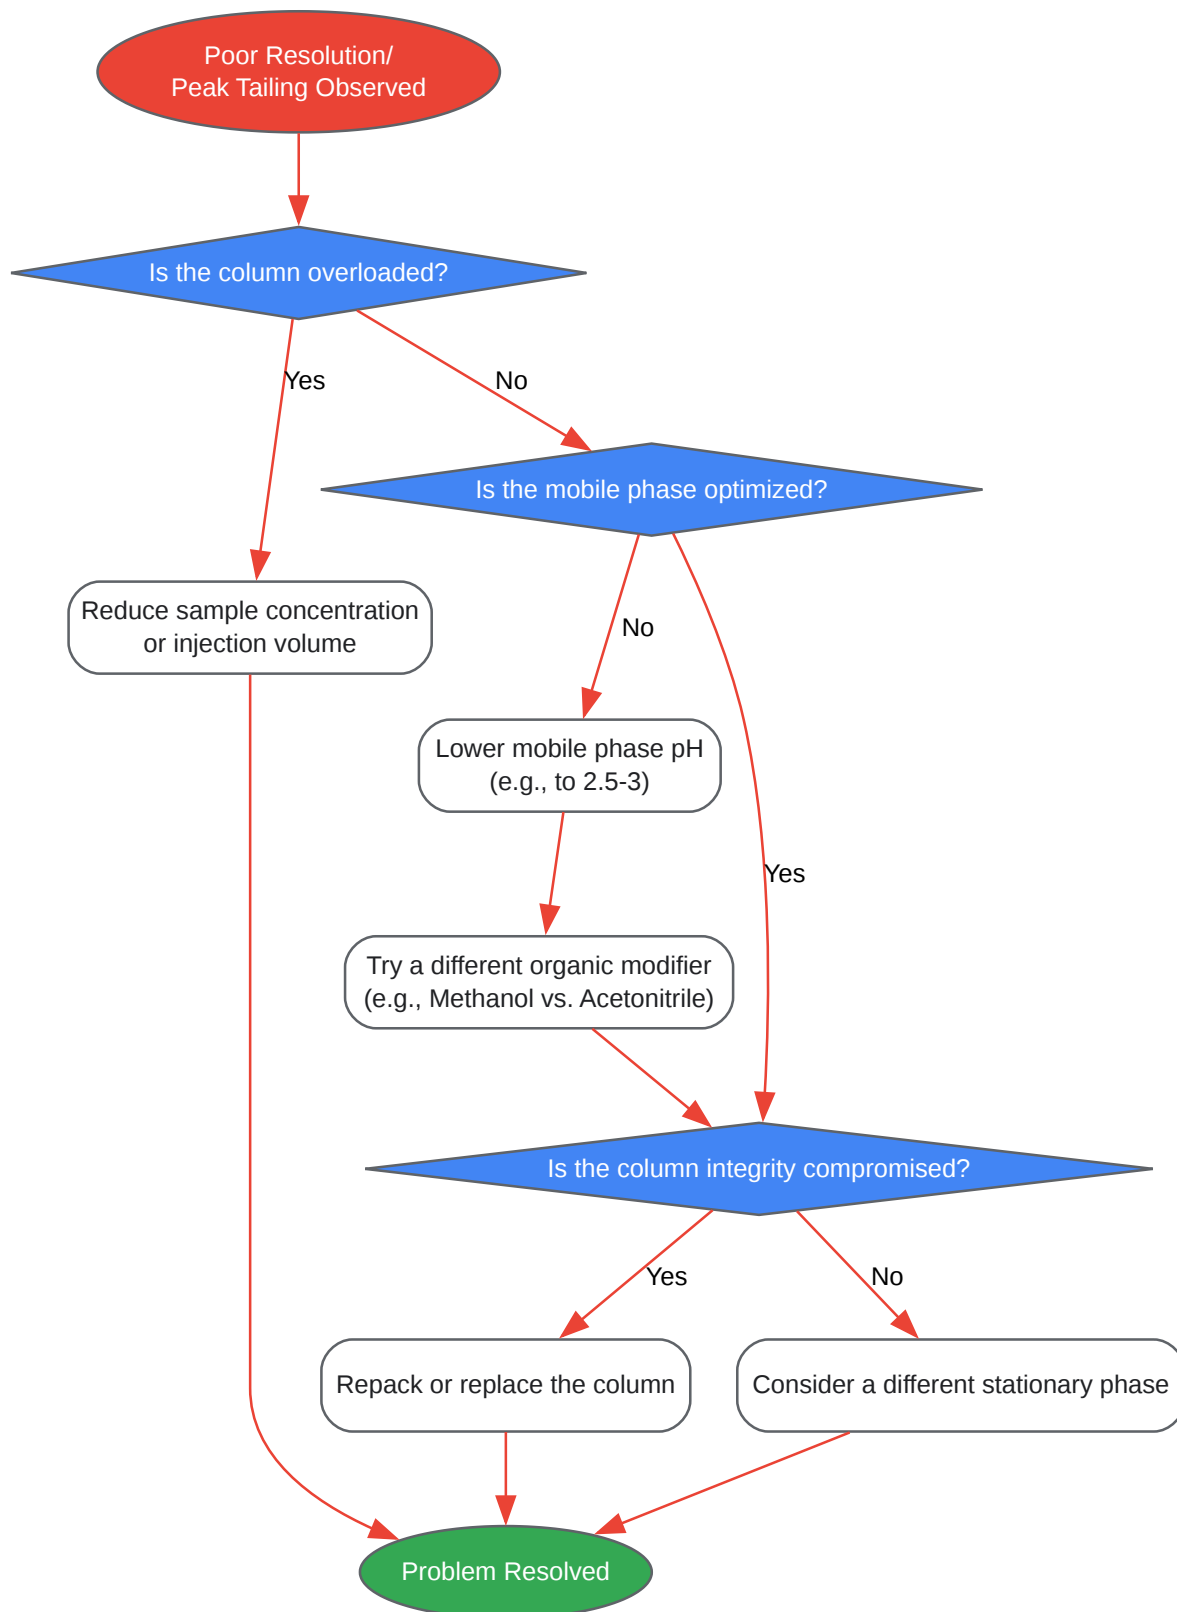 Poor Resolution/
Peak Tailing Observed
Is the column overloaded?
Yes
No
Is the mobile phase optimized?
Reduce sample concentration
or injection volume
No
Lower mobile phase pH
(e.g., to 2.5-3)
Yes
Try a different organic modifier
(e.g., Methanol vs. Acetonitrile)
Is the column integrity compromised?
Yes
No
Repack or replace the column
Consider a different stationary phase
Problem Resolved